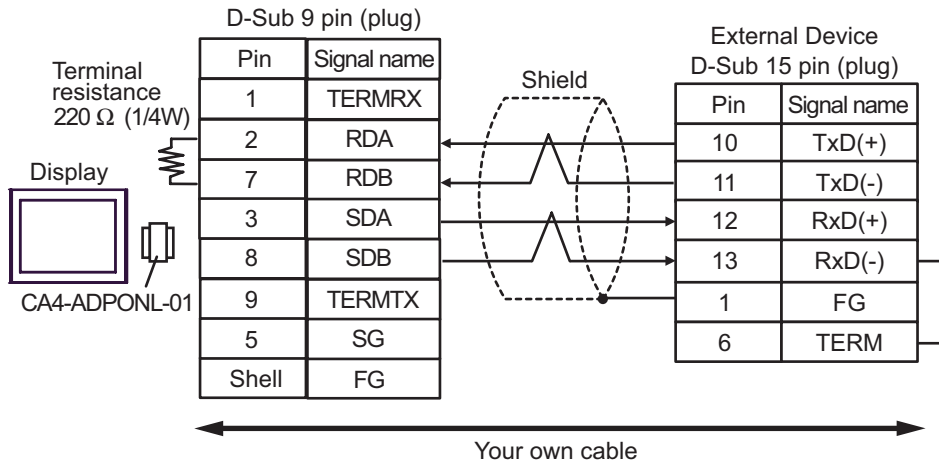 D-Sub 9 pin (plug)
Pin Signal name
1 TERMRX
2 RDA
7 RDB
3 SDA
8 SDB
9 TERMTX
5 SG
Shell FG
Terminal
resistance
220 Ω (1/4W)
Display
CA4-ADPONL-01
Shield
External Device
D-Sub 15 pin (plug)
Pin Signal name
10 TxD(+)
11 TxD(-)
12 RxD(+)
13 RxD(-)
1 FG
6 TERM
Your own cable